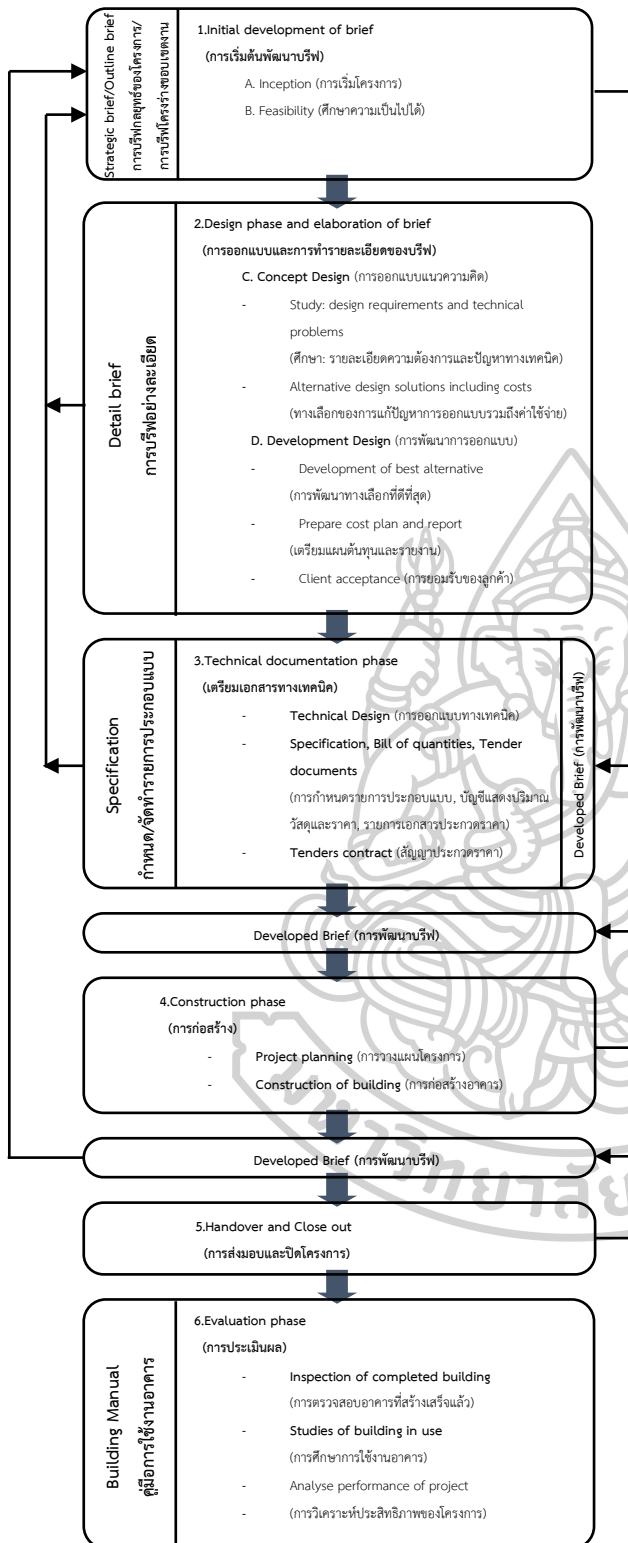 Strategic brief/Outline brief
การบรีฟกลยุทธ์ของโครงการ/
การบรีฟโครงร่างขอบเขตงาน
1.Initial development of brief
(การเริ่มต้นพัฒนาบรีฟ)
A. Inception (การเริ่มโครงการ)
B. Feasibility (ศึกษาความเป็นไปได้)
Detail brief
การบรีฟอย่างละเอียด
2.Design phase and elaboration of brief
(การออกแบบและการทำรายละเอียดของบรีฟ)
C. Concept Design (การออกแบบแนวความคิด)
- Study: design requirements and technical
problems
(ศึกษา: รายละเอียดความต้องการและปัญหาทางเทคนิค)
- Alternative design solutions including costs
(ทางเลือกของการแก้ปัญหาการออกแบบรวมถึงค่าใช้จ่าย)
D. Development Design (การพัฒนาการออกแบบ)
- Development of best alternative
(การพัฒนาทางเลือกที่ดีที่สุด)
- Prepare cost plan and report
(เตรียมแผนต้นทุนและรายงาน)
- Client acceptance (การยอมรับของลูกค้า)
Specification
กำหนด/จัดทำรายการประกอบแบบ
3.Technical documentation phase
(เตรียมเอกสารทางเทคนิค)
- Technical Design (การออกแบบทางเทคนิค)
- Specification, Bill of quantities, Tender
documents
(การกำหนดรายการประกอบแบบ, บัญชีแสดงปริมาณ
วัสดุและราคา, รายการเอกสารประกวดราคา)
- Tenders contract (สัญญาประกวดราคา)
Developed Brief (การพัฒนาบรีฟ)
Developed Brief (การพัฒนาบรีฟ)
4.Construction phase
(การก่อสร้าง)
- Project planning (การวางแผนโครงการ)
- Construction of building (การก่อสร้างอาคาร)
Developed Brief (การพัฒนาบรีฟ)
5.Handover and Close out
(การส่งมอบและปิดโครงการ)
Building Manual
คู่มือการใช้งานอาคาร
6.Evaluation phase
(การประเมินผล)
- Inspection of completed building
(การตรวจสอบอาคารที่สร้างเสร็จแล้ว)
- Studies of building in use
(การศึกษาการใช้งานอาคาร)
- Analyse performance of project
- (การวิเคราะห์ประสิทธิภาพของโครงการ)